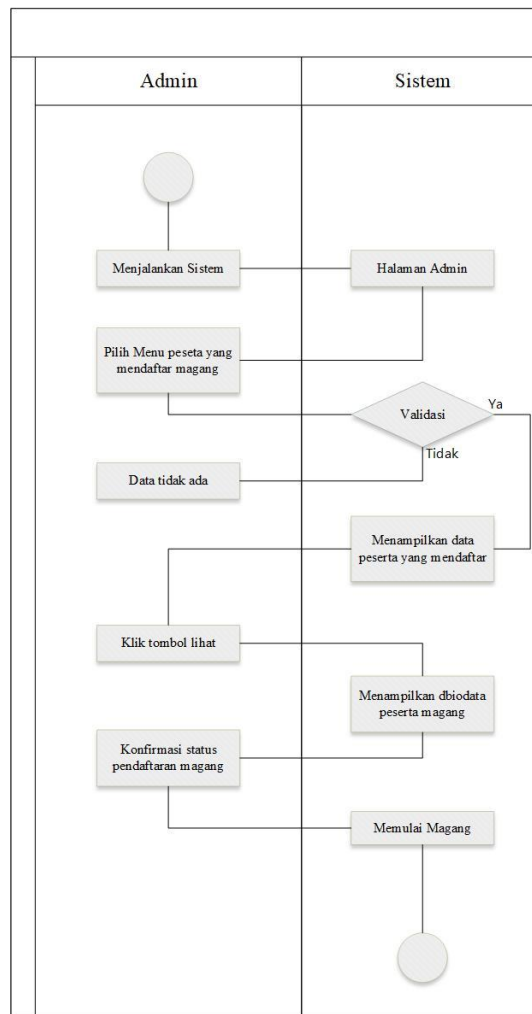 Admin
Sistem
Menjalankan Sistem
Halaman Admin
Pilih Menu peseta yang
mendaftar magang
Validasi
Ya
Tidak
Data tidak ada
Menampilkan data
peserta yang mendaftar
Klik tombol lihat
Menampilkan dbiodata
peserta magang
Konfirmasi status
pendaftaran magang
Memulai Magang